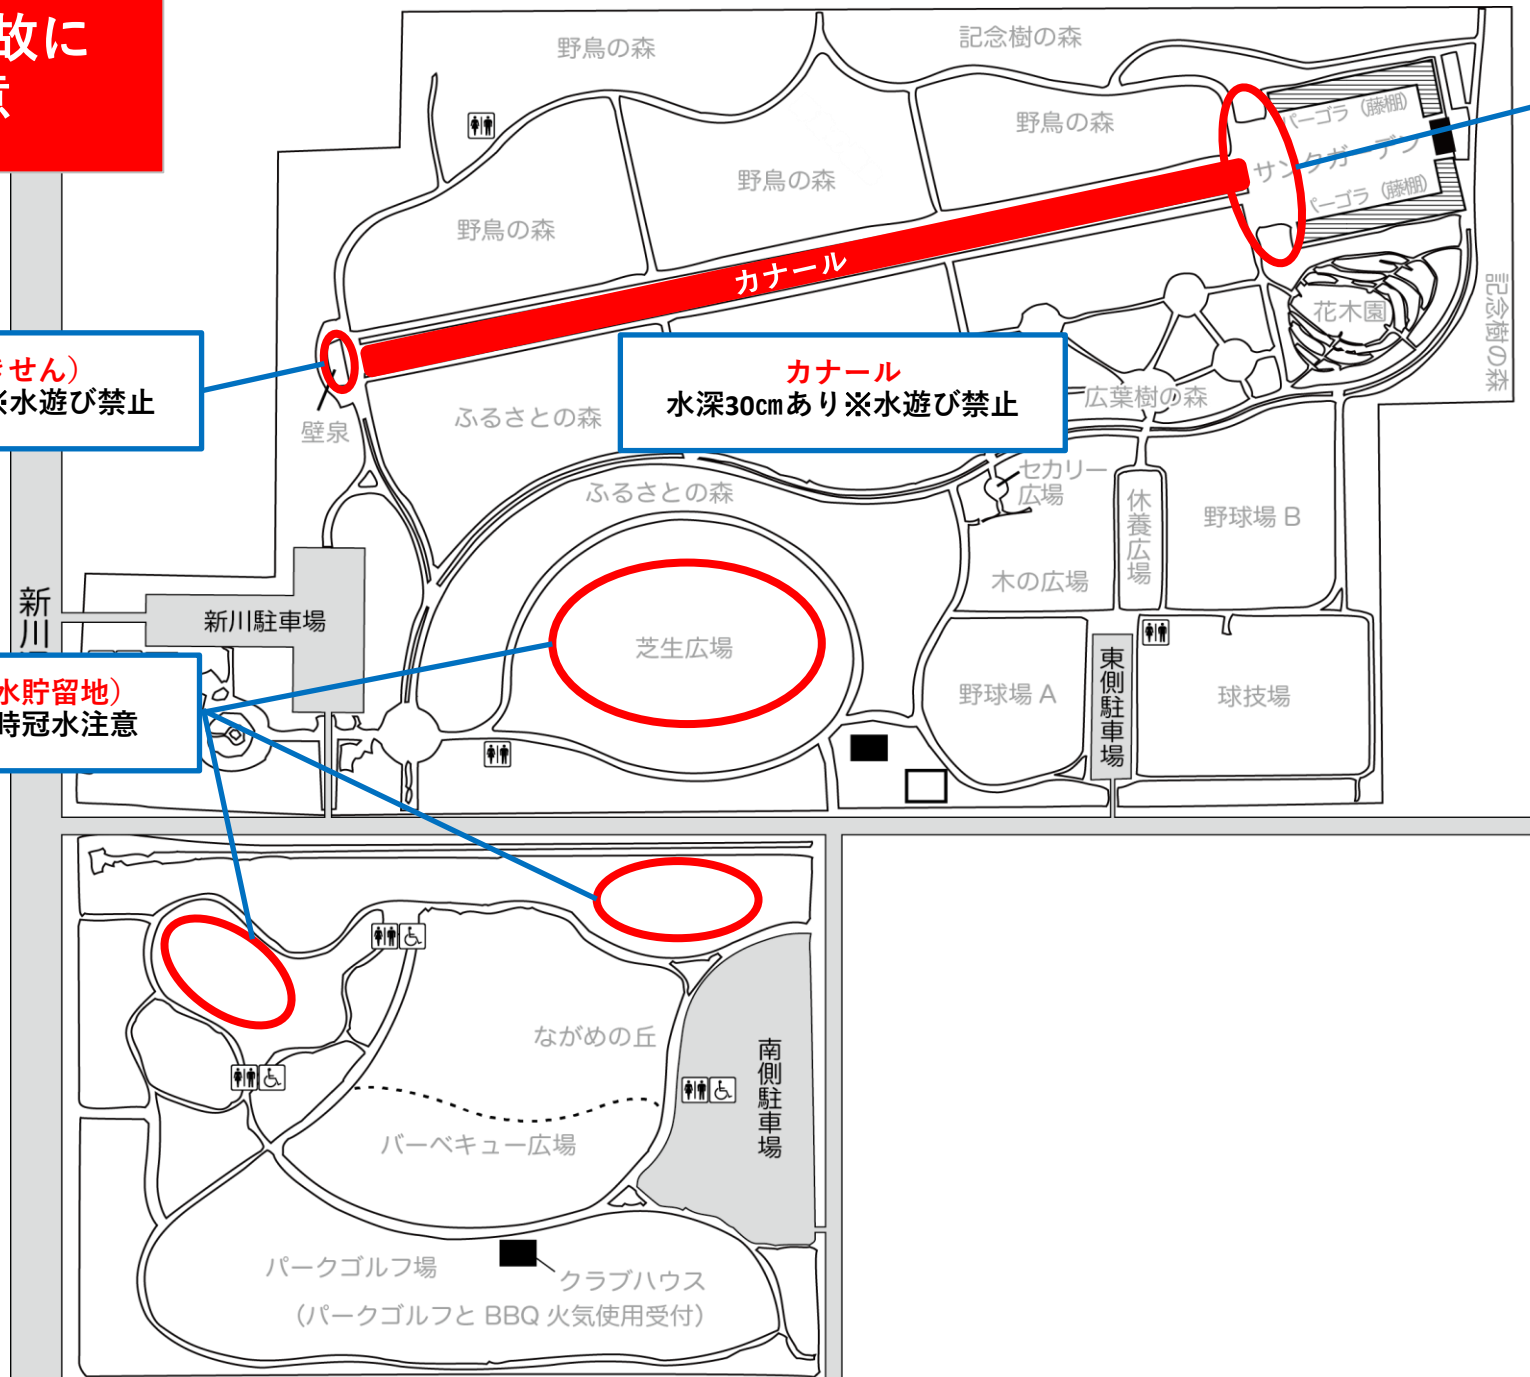 故に
意
野鳥の森
記念樹の森
野鳥の森
パーゴラ（藤棚）
サンクガーデン
パーゴラ（藤棚）
野鳥の森
野鳥の森
カナール
花木園
記念樹の森
ません）
※水遊び禁止
カナール
水深30㎝あり※水遊び禁止
広葉樹の森
ふるさとの森
壁泉
セカリー
広場
ふるさとの森
休養広場
野球場 B
木の広場
新川
新川駐車場
芝生広場
東側駐車場
野球場 A
球技場
水貯留地）
時冠水注意
ながめの丘
南側駐車場
バーベキュー広場
パークゴルフ場
クラブハウス
（パークゴルフと BBQ 火気使用受付）